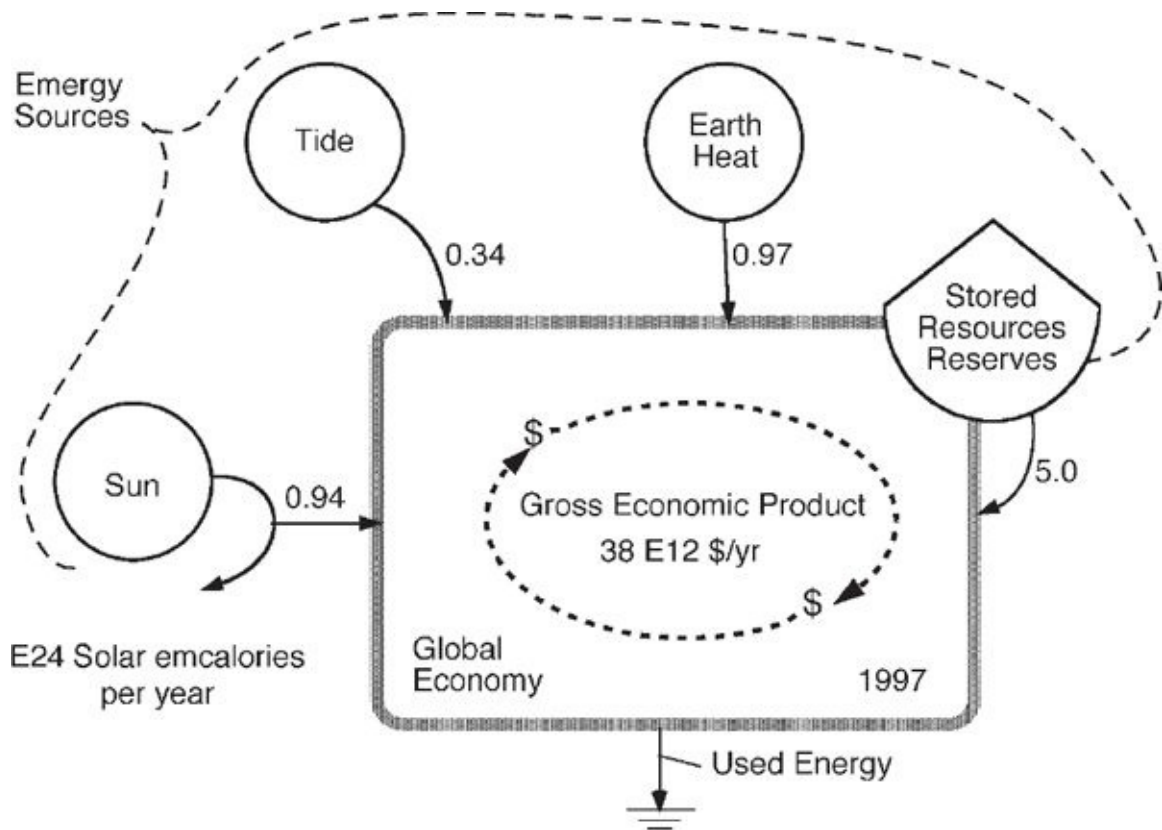 Emergy
Sources
Tide
Earth
Heat
0.34
0.97
Stored
Resources
Reserves
Sun
0.94
5.0
$
Gross Economic Product
38 E12 $/yr
$
E24 Solar emcalories
per year
Global
Economy
1997
Used Energy